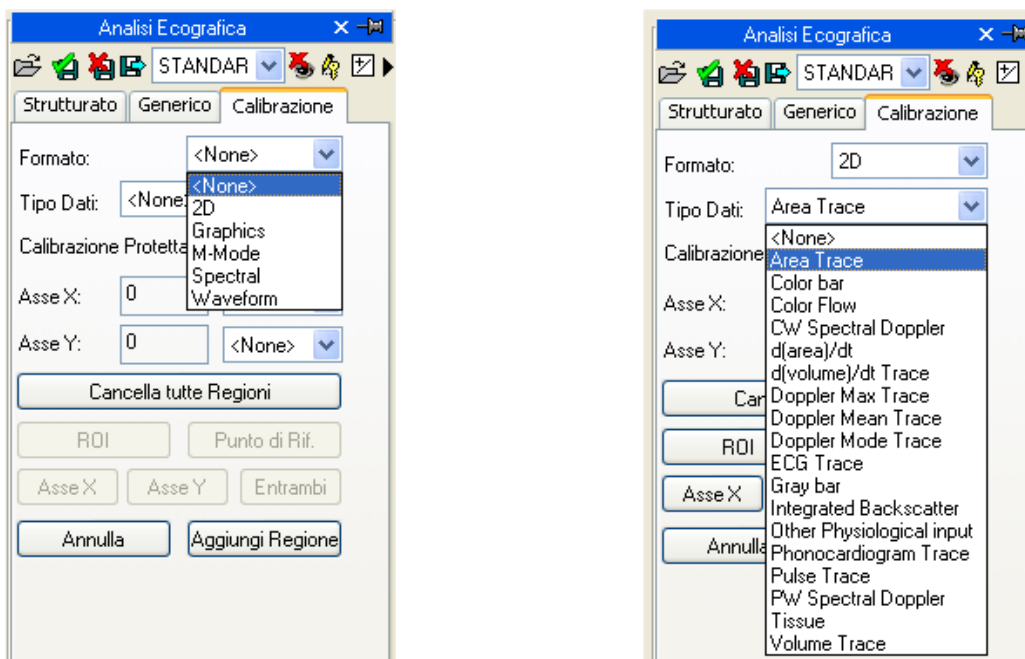 Analisi Ecografica
STANDAR
Strutturato Generico Calibrazione
Formato: <None>
<None>
Tipo Dati: <None
2D
Graphics
Calibrazione Protetta
M-Mode
Spectral
Asse X: 0
Waveform
Asse Y: 0 <None>
Cancella tutte Regioni
ROI Punto di Rif.
Asse X Asse Y Entrambi
Annulla Aggiungi Regione
Analisi Ecografica
STANDAR
Strutturato Generico Calibrazione
Formato: 2D
Tipo Dati: Area Trace
<None>
Calibrazione
Area Trace
Color bar
Asse X:
Color Flow
CW Spectral Doppler
Asse Y:
d(area)/dt
d(volume)/dt Trace
Can
Doppler Max Trace
Doppler Mean Trace
ROI
Doppler Mode Trace
ECG Trace
Asse X
Gray bar
Integrated Backscatter
Other Physiological input
Annulla
Phonocardiogram Trace
Pulse Trace
PW Spectral Doppler
Tissue
Volume Trace